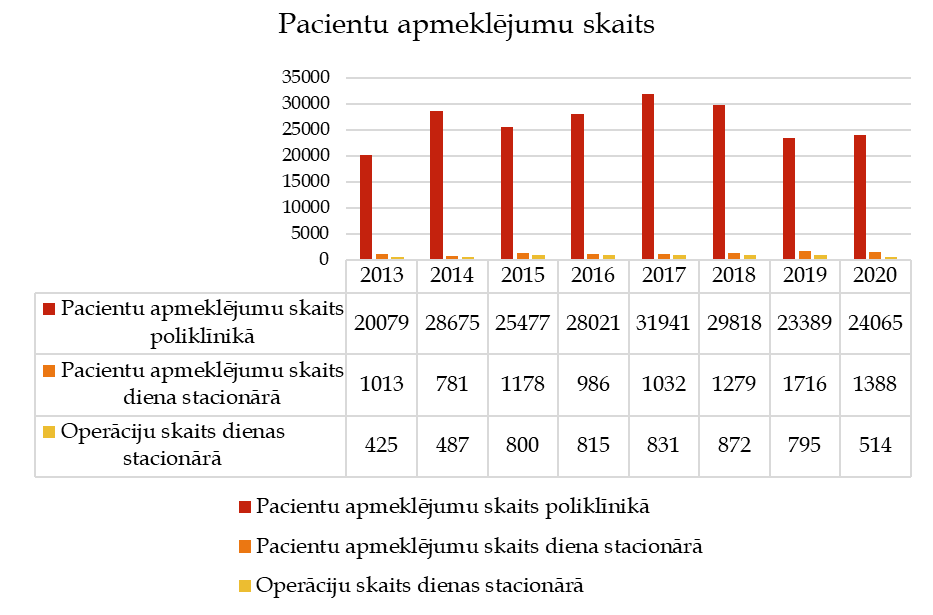 Pacientu apmeklējumu skaits
35000
30000
25000
20000
15000
10000
5000
0
2013 2014 2015 2016 2017 2018 2019 2020
Pacientu apmeklējumu skaits
poliklīnikā
20079 28675 25477 28021 31941 29818 23389 24065
Pacientu apmeklējumu skaits
diena stacionārā
1013 781 1178 986 1032 1279 1716 1388
Operāciju skaits dienas
stacionārā
425 487 800 815 831 872 795 514
Pacientu apmeklējumu skaits poliklīnikā
Pacientu apmeklējumu skaits diena stacionārā
Operāciju skaits dienas stacionārā